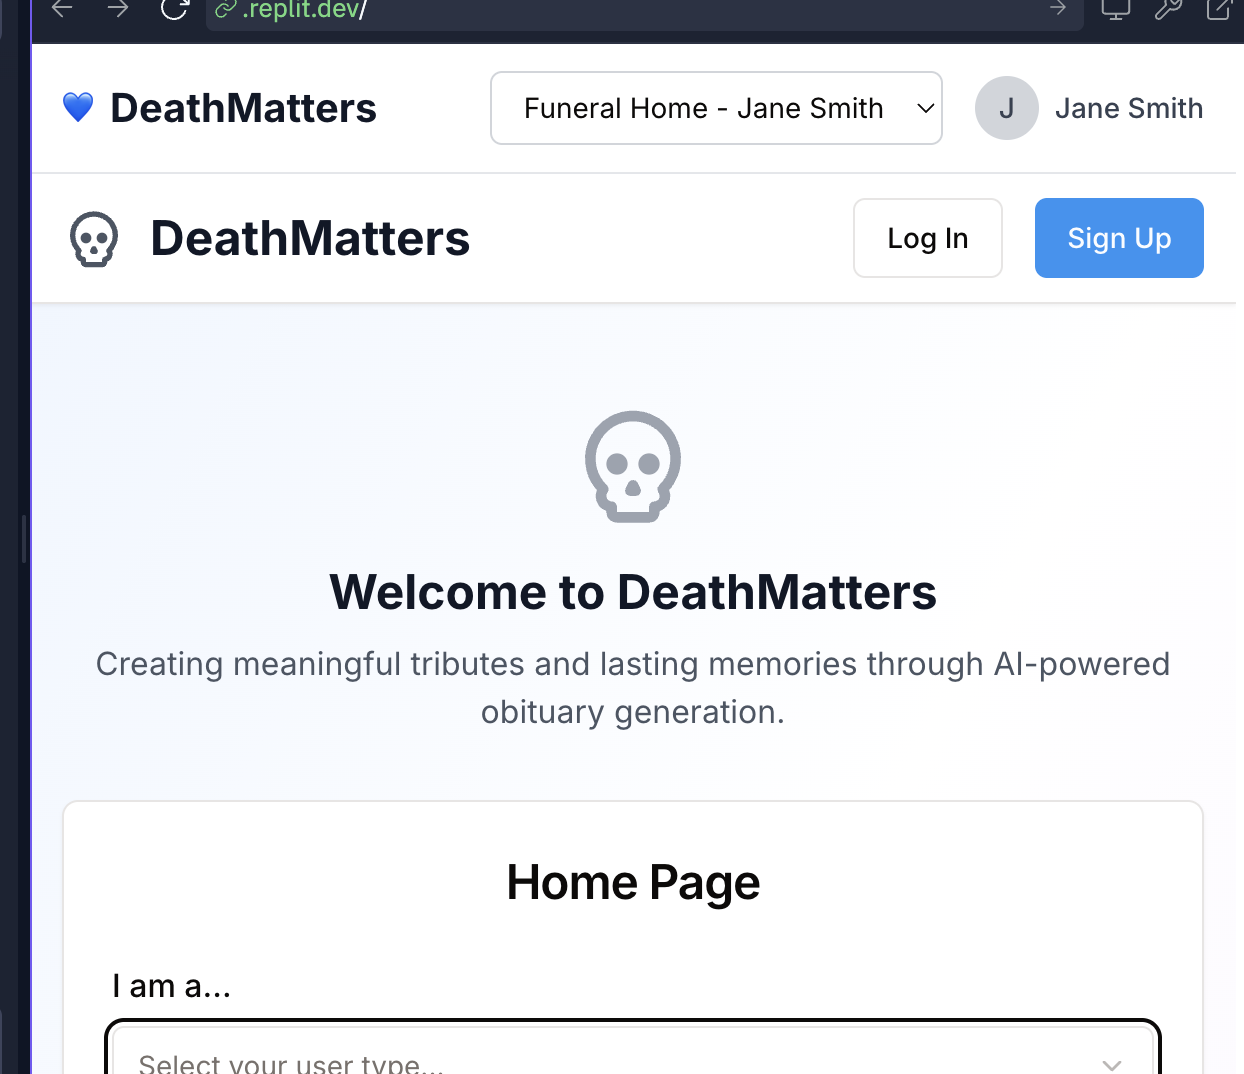 .replit.dev/
DeathMatters
Funeral Home - Jane Smith
J
Jane Smith
DeathMatters
Log In
Sign Up
Welcome to DeathMatters
Creating meaningful tributes and lasting memories through AI-powered
obituary generation.
Home Page
I am a...
Select your user type...